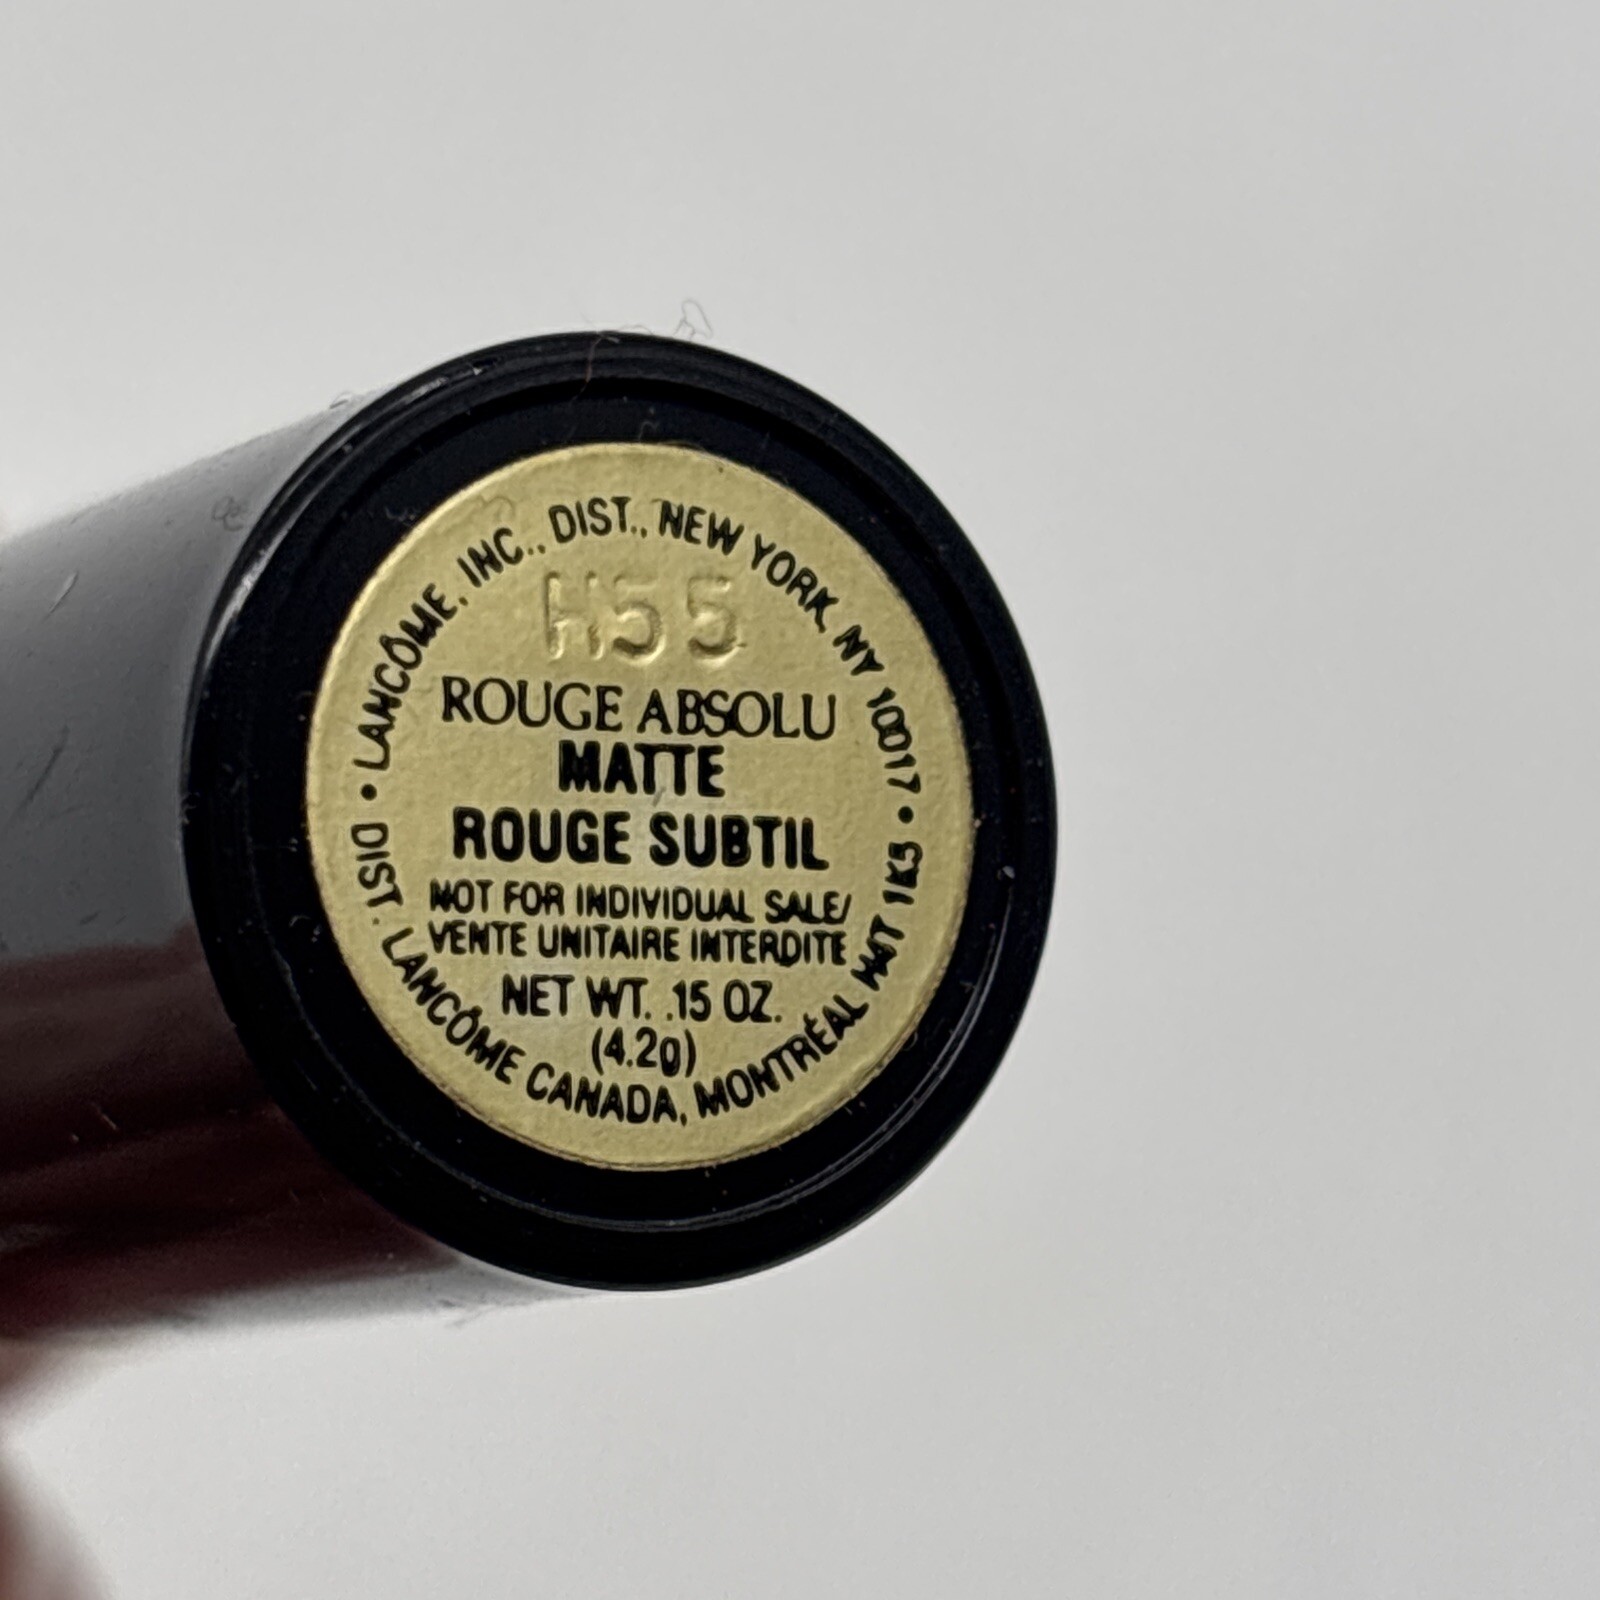 LANCÔME, INC., DIST., NEW YORK, NY 10017 •
H55
ROUGE ABSOLU
MATTE
ROUGE SUBTIL
NOT FOR INDIVIDUAL SALE/
VENTE UNITAIRE INTERDITE
NET WT. .15 OZ.
(4.2g)
DIST. LANCÔME CANADA, MONTRÉAL H4T 1K5 •